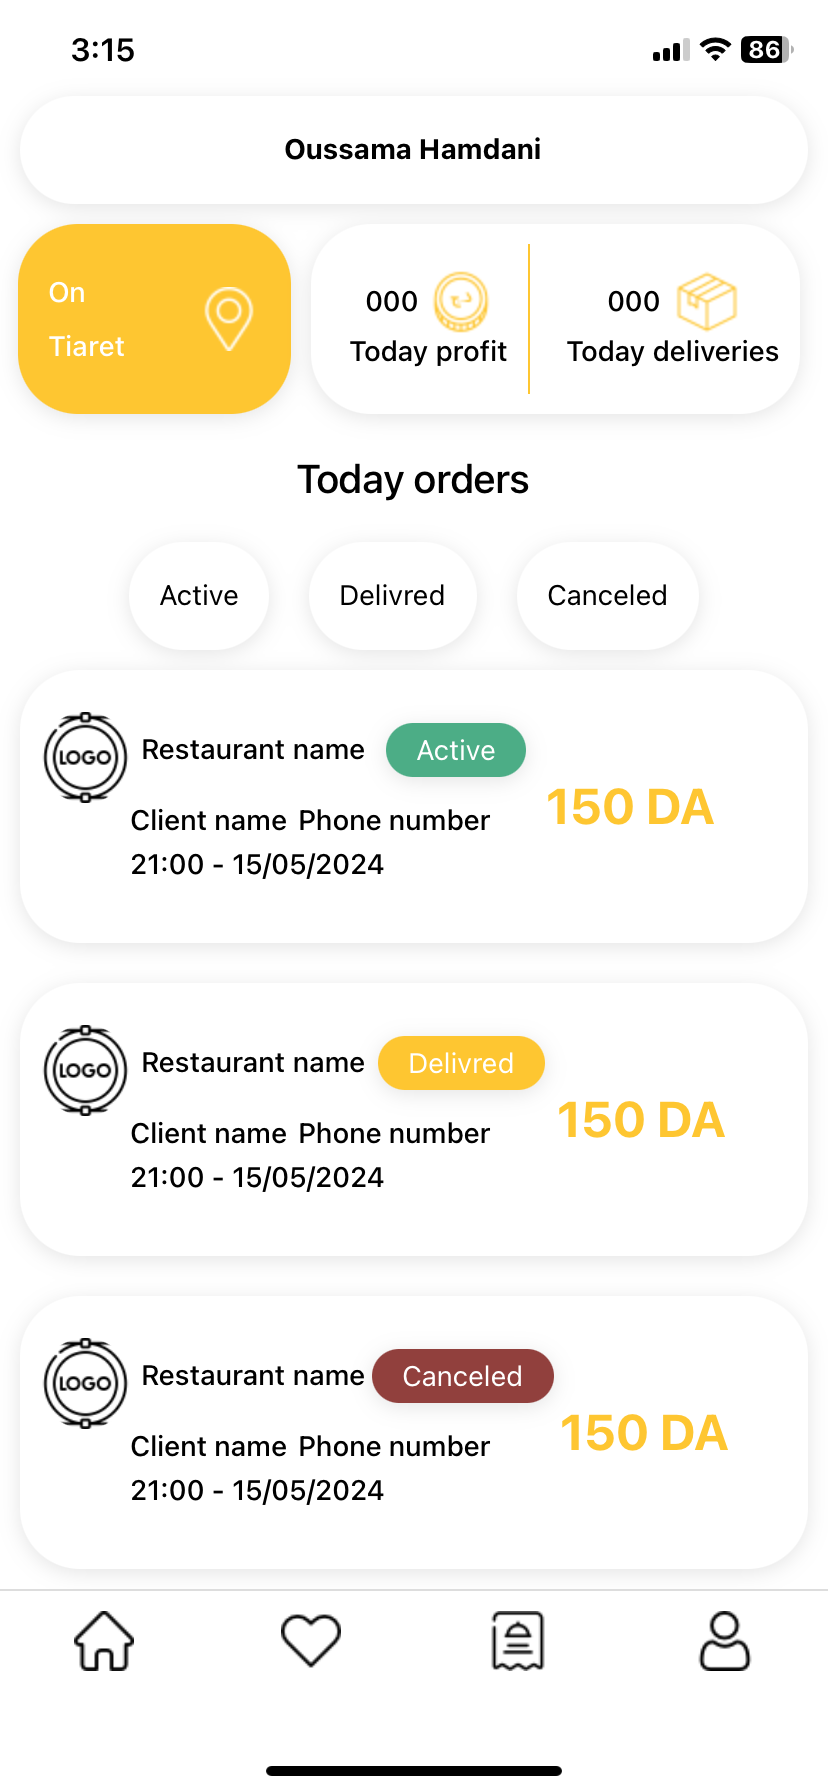 3:15
86
Oussama Hamdani
On
Tiaret
000
Today profit
000
Today deliveries
Today orders
Active
Delivred
Canceled
LOGO
Restaurant name
Active
150 DA
Client name Phone number
21:00 - 15/05/2024
LOGO
Restaurant name
Delivred
150 DA
Client name Phone number
21:00 - 15/05/2024
LOGO
Restaurant name
Canceled
150 DA
Client name Phone number
21:00 - 15/05/2024